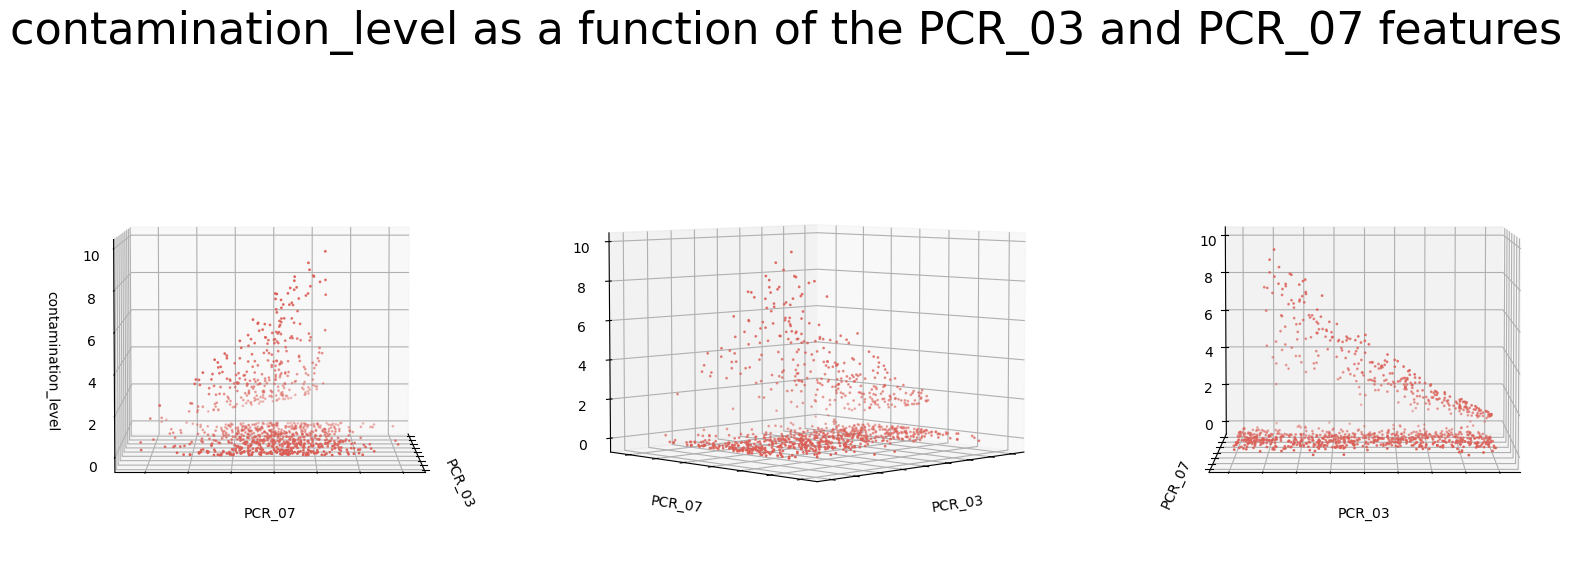 contamination_level as a function of the PCR_03 and PCR_07 features
10
8
6
4
2
0
contamination_level
PCR_07
PCR_03
10
8
6
4
2
0
PCR_07
PCR_03
10
8
6
4
2
0
PCR_07
PCR_03